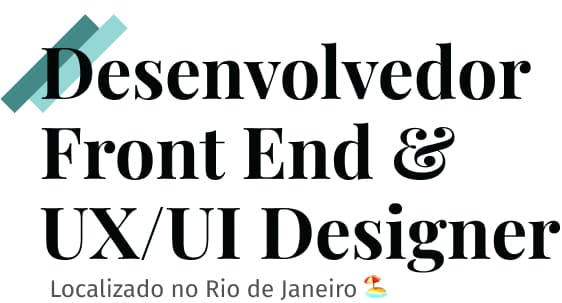 Desenvolvedor
Front End &
UX/UI Designer
Localizado no Rio de Janeiro 🏖️